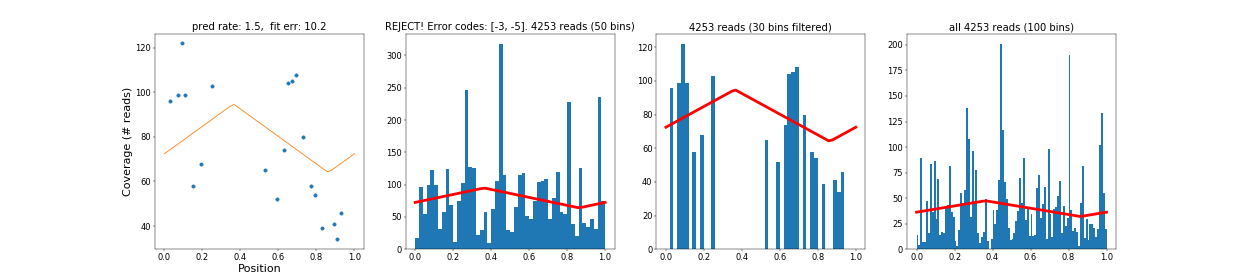 pred rate: 1.5, fit err: 10.2
REJECT! Error codes: [-3, -5]. 4253 reads (50 bins)
4253 reads (30 bins filtered)
all 4253 reads (100 bins)
Coverage (# reads)
120
100
80
60
40
0.0 0.2 0.4 0.6 0.8 1.0
Position
300
250
200
150
100
50
0
0.0 0.2 0.4 0.6 0.8 1.0
120
100
80
60
40
20
0
0.0 0.2 0.4 0.6 0.8 1.0
200
175
150
125
100
75
50
25
0
0.0 0.2 0.4 0.6 0.8 1.0